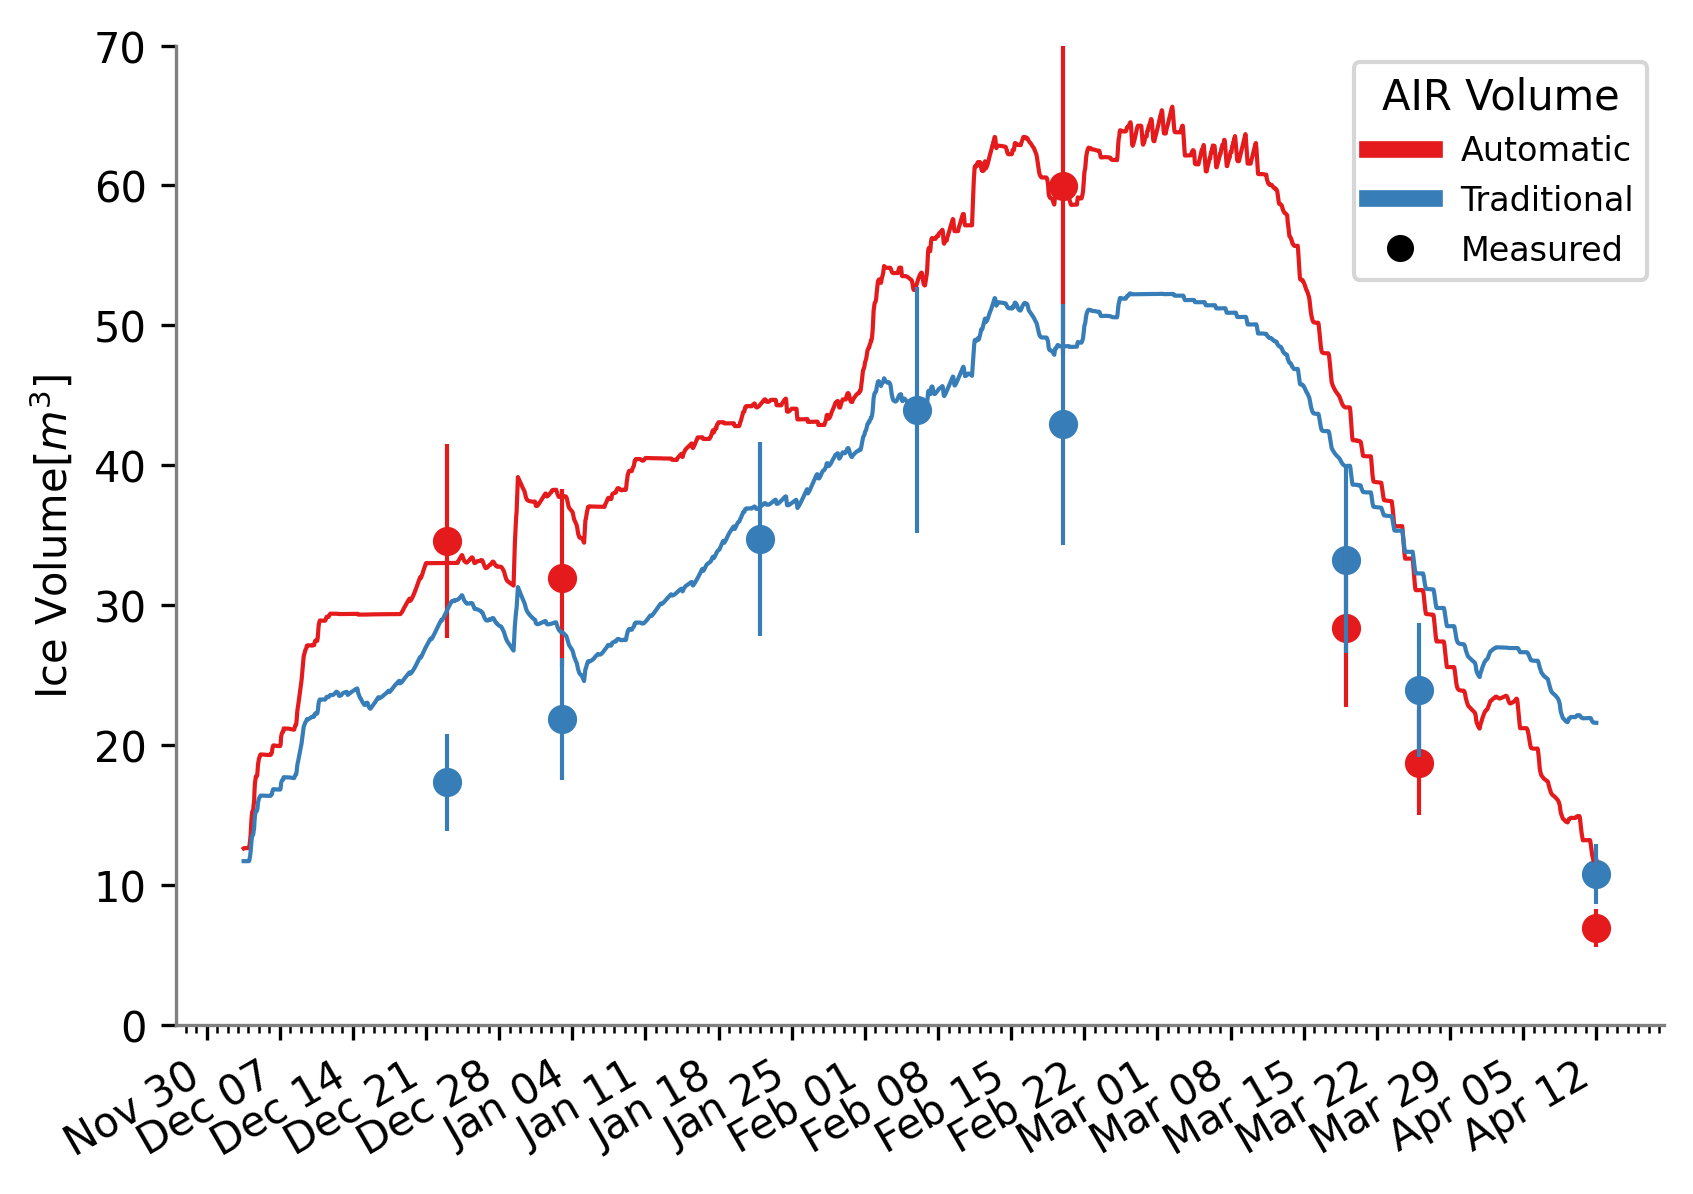 70
60
50
40
30
20
10
0
Ice Volume[m³]
AIR Volume
Automatic
Traditional
Measured
Nov 30
Dec 07
Dec 14
Dec 21
Dec 28
Jan 04
Jan 11
Jan 18
Jan 25
Feb 01
Feb 08
Feb 15
Feb 22
Mar 01
Mar 08
Mar 15
Mar 22
Mar 29
Apr 05
Apr 12